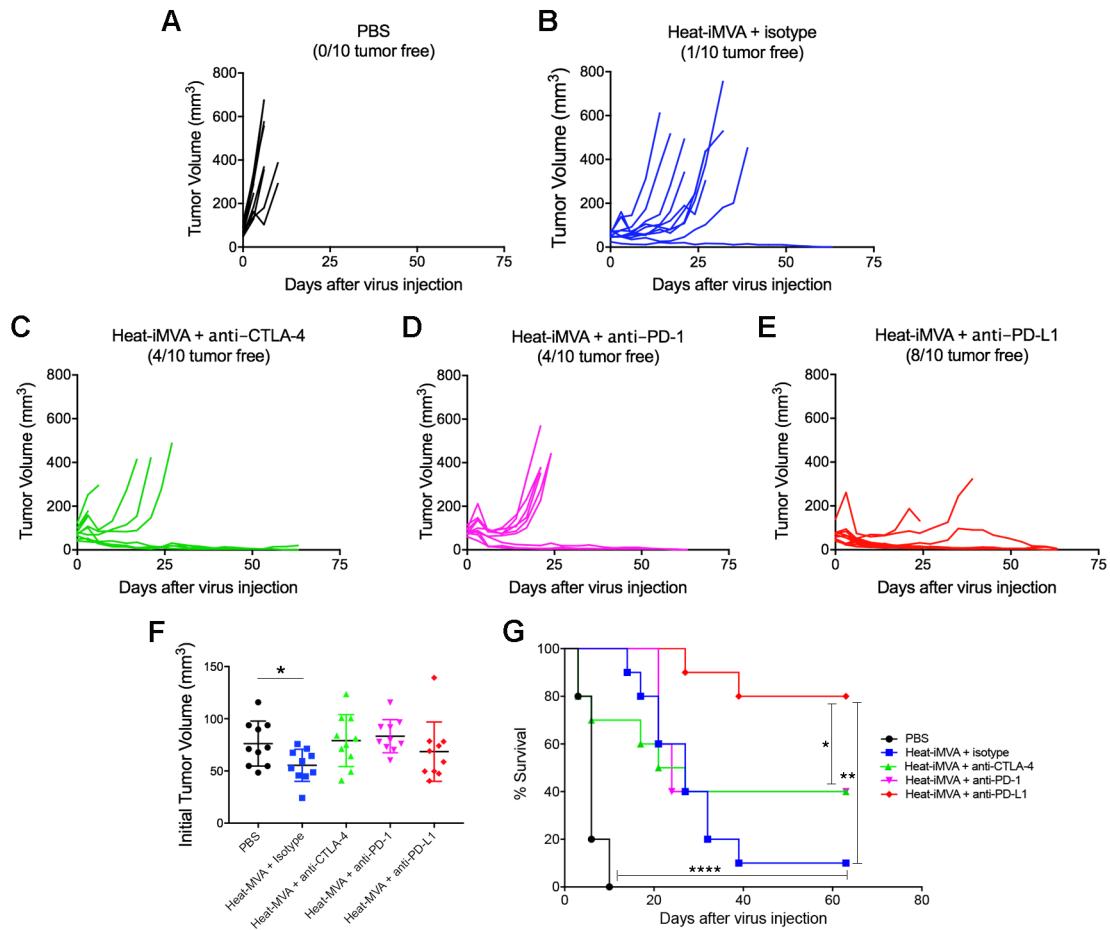 A
PBS
(0/10 tumor free)
Tumor Volume (mm³)
800
600
400
200
0
0
25
50
75
Days after virus injection
B
Heat-iMVA + isotype
(1/10 tumor free)
Tumor Volume (mm³)
800
600
400
200
0
0
25
50
75
Days after virus injection
C
Heat-iMVA + anti–CTLA-4
(4/10 tumor free)
Tumor Volume (mm³)
800
600
400
200
0
0
25
50
75
Days after virus injection
D
Heat-iMVA + anti–PD-1
(4/10 tumor free)
Tumor Volume (mm³)
800
600
400
200
0
0
25
50
75
Days after virus injection
E
Heat-iMVA + anti–PD-L1
(8/10 tumor free)
Tumor Volume (mm³)
800
600
400
200
0
0
25
50
75
Days after virus injection
F
Initial Tumor Volume (mm³)
150
100
50
0
*
PBS
Heat-MVA + Isotype
Heat-MVA + anti-CTLA-4
Heat-MVA + anti-PD-1
Heat-MVA + anti-PD-L1
G
% Survival
100
80
60
40
20
0
0
20
40
60
80
Days after virus injection
*
**
****
PBS
Heat-iMVA + isotype
Heat-iMVA + anti-CTLA-4
Heat-iMVA + anti-PD-1
Heat-iMVA + anti-PD-L1